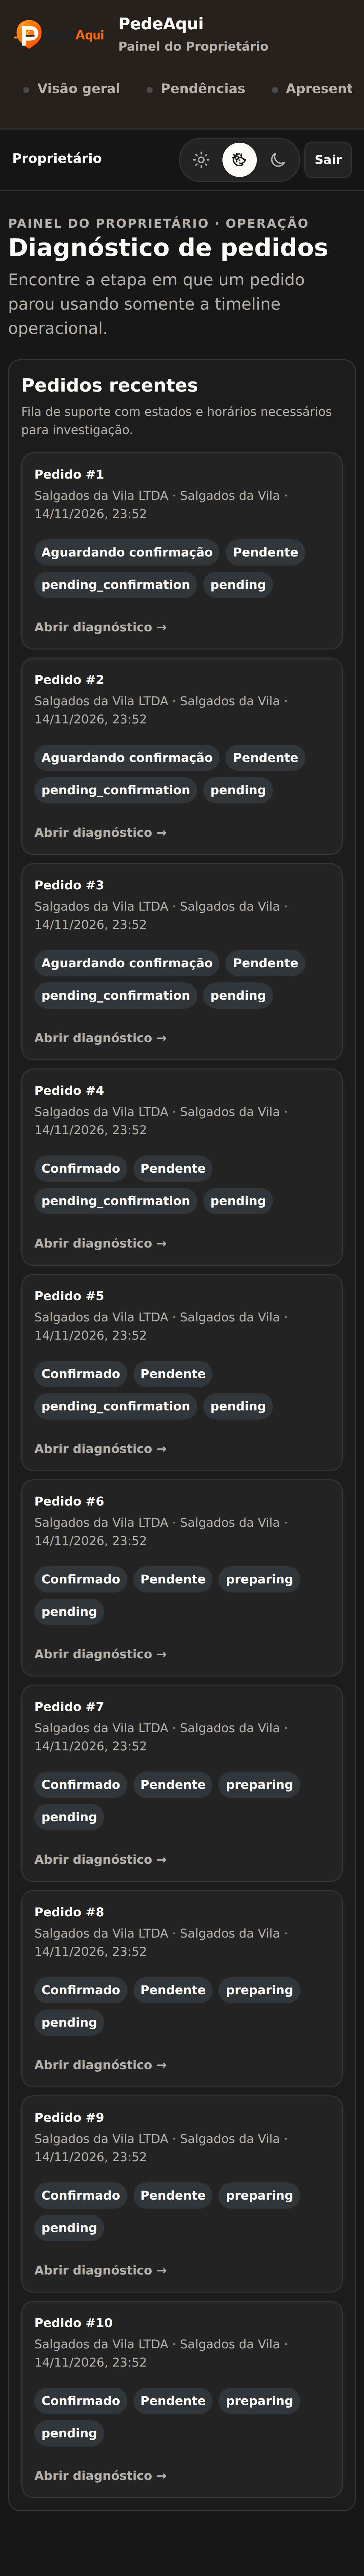 P
Aqui
PedeAqui
Painel do Proprietário
Visão geral
Pendências
Apresent
Proprietário
Sair
PAINEL DO PROPRIETÁRIO · OPERAÇÃO
Diagnóstico de pedidos
Encontre a etapa em que um pedido
parou usando somente a timeline
operacional.
Pedidos recentes
Fila de suporte com estados e horários necessários
para investigação.
Pedido #1
Salgados da Vila LTDA · Salgados da Vila ·
14/11/2026, 23:52
Aguardando confirmação Pendente
pending_confirmation pending
Abrir diagnóstico →
Pedido #2
Salgados da Vila LTDA · Salgados da Vila ·
14/11/2026, 23:52
Aguardando confirmação Pendente
pending_confirmation pending
Abrir diagnóstico →
Pedido #3
Salgados da Vila LTDA · Salgados da Vila ·
14/11/2026, 23:52
Aguardando confirmação Pendente
pending_confirmation pending
Abrir diagnóstico →
Pedido #4
Salgados da Vila LTDA · Salgados da Vila ·
14/11/2026, 23:52
Confirmado Pendente
pending_confirmation pending
Abrir diagnóstico →
Pedido #5
Salgados da Vila LTDA · Salgados da Vila ·
14/11/2026, 23:52
Confirmado Pendente
pending_confirmation pending
Abrir diagnóstico →
Pedido #6
Salgados da Vila LTDA · Salgados da Vila ·
14/11/2026, 23:52
Confirmado Pendente preparing
pending
Abrir diagnóstico →
Pedido #7
Salgados da Vila LTDA · Salgados da Vila ·
14/11/2026, 23:52
Confirmado Pendente preparing
pending
Abrir diagnóstico →
Pedido #8
Salgados da Vila LTDA · Salgados da Vila ·
14/11/2026, 23:52
Confirmado Pendente preparing
pending
Abrir diagnóstico →
Pedido #9
Salgados da Vila LTDA · Salgados da Vila ·
14/11/2026, 23:52
Confirmado Pendente preparing
pending
Abrir diagnóstico →
Pedido #10
Salgados da Vila LTDA · Salgados da Vila ·
14/11/2026, 23:52
Confirmado Pendente preparing
pending
Abrir diagnóstico →